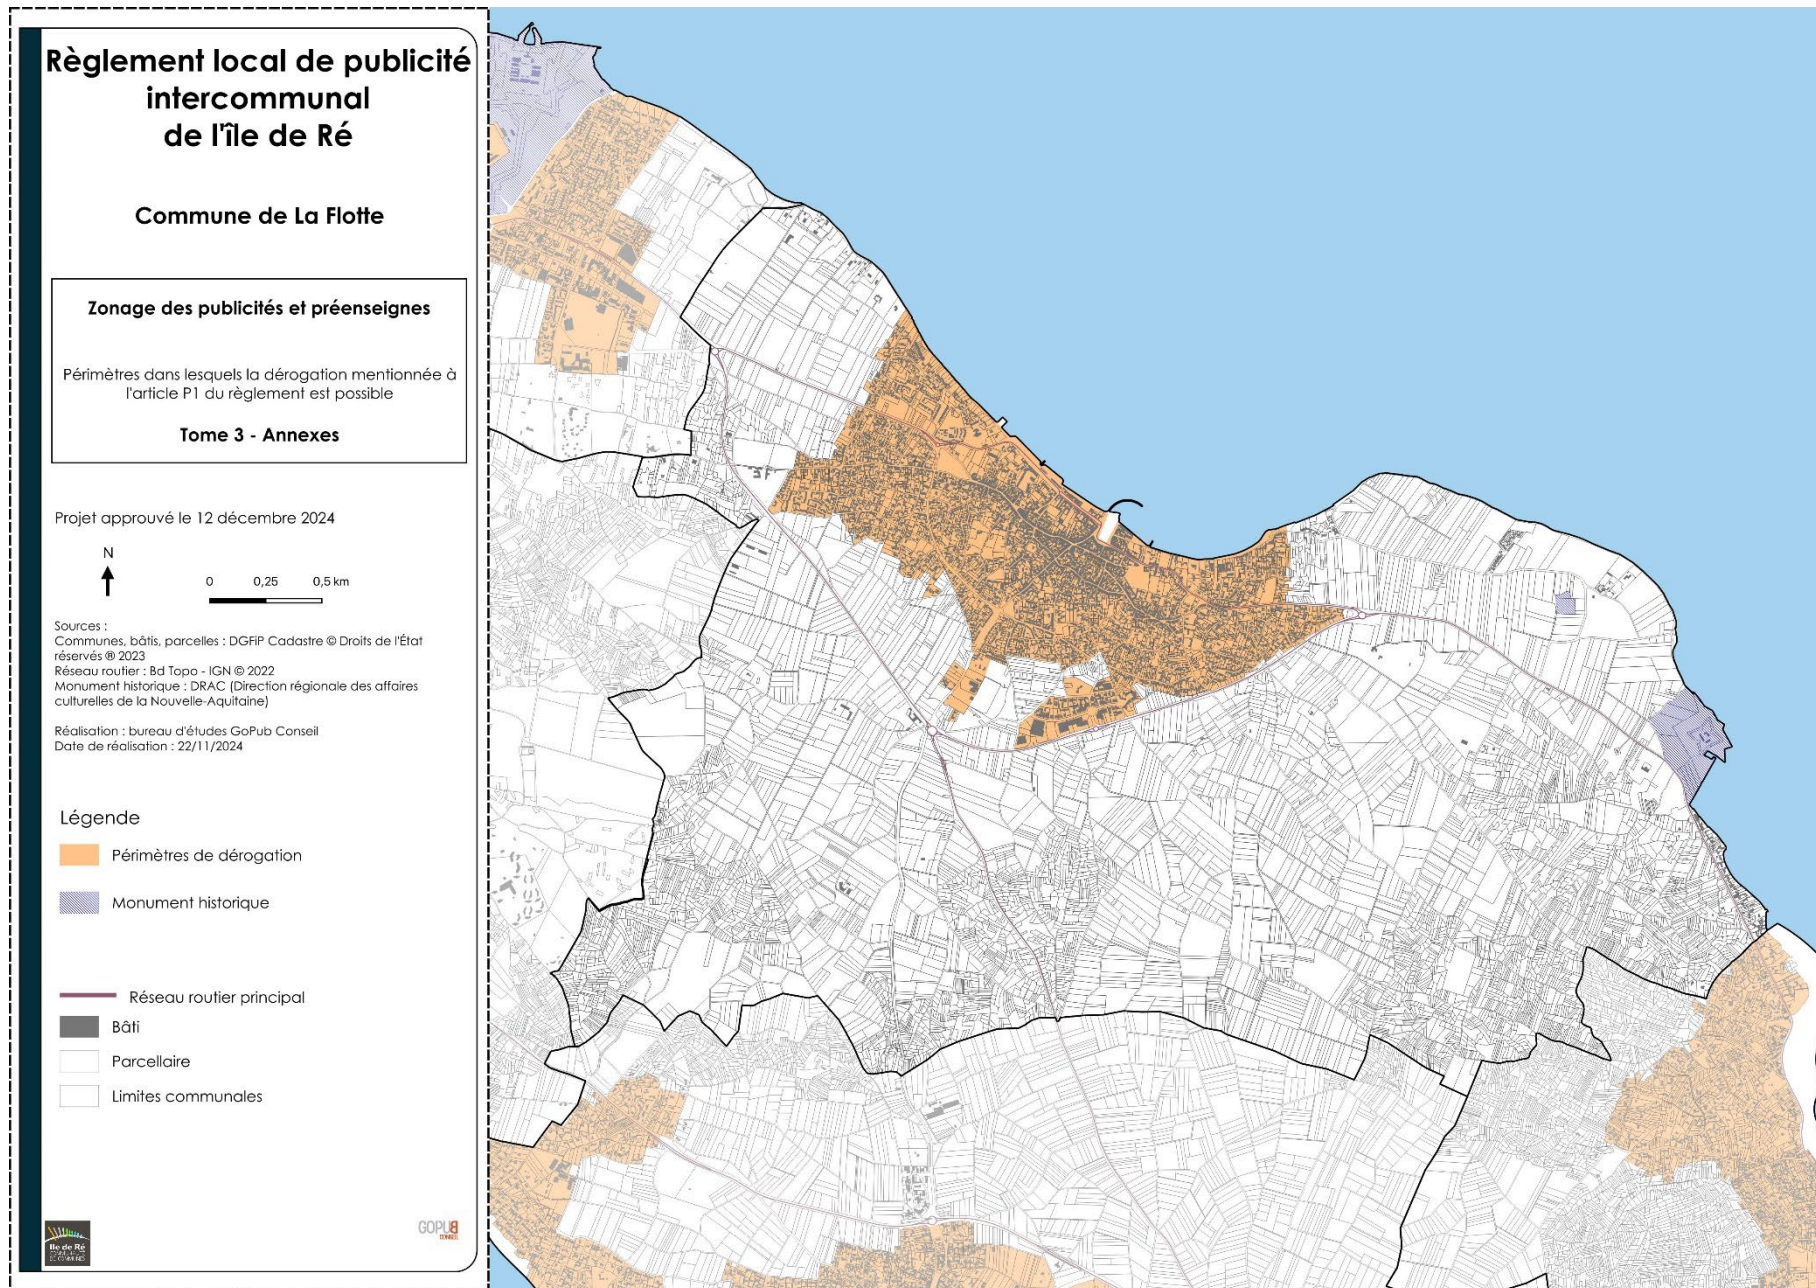 Règlement local de publicité
intercommunal
de l'île de Ré
Commune de La Flotte
Zonage des publicités et préenseignes
Périmètres dans lesquels la dérogation mentionnée à
l'article P1 du règlement est possible
Tome 3 - Annexes
Projet approuvé le 12 décembre 2024
N
0 0,25 0,5 km
Sources :
Communes, bâtis, parcelles : DGFiP Cadastre © Droits de l'État
réservés ® 2023
Réseau routier : Bd Topo - IGN © 2022
Monument historique : DRAC (Direction régionale des affaires
culturelles de la Nouvelle-Aquitaine)
Réalisation : bureau d'études GoPub Conseil
Date de réalisation : 22/11/2024
Légende
Périmètres de dérogation
Monument historique
Réseau routier principal
Bâti
Parcellaire
Limites communales
Ile de Ré
COMMUNAUTÉ
DE COMMUNES
GOPUB
CONSEIL